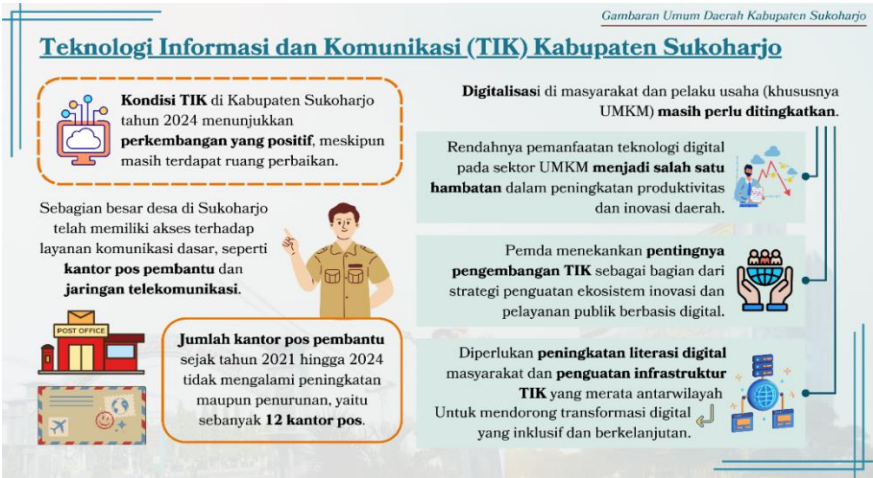 Gambaran Umum Daerah Kabupaten Sukoharjo
Teknologi Informasi dan Komunikasi (TIK) Kabupaten Sukoharjo
Kondisi TIK di Kabupaten Sukoharjo
tahun 2024 menunjukkan
perkembangan yang positif, meskipun
masih terdapat ruang perbaikan.
Sebagian besar desa di Sukoharjo
telah memiliki akses terhadap
layanan komunikasi dasar, seperti
kantor pos pembantu dan
jaringan telekomunikasi.
POST OFFICE
Jumlah kantor pos pembantu
sejak tahun 2021 hingga 2024
tidak mengalami peningkatan
maupun penurunan, yaitu
sebanyak 12 kantor pos.
Digitalisasi di masyarakat dan pelaku usaha (khususnya
UMKM) masih perlu ditingkatkan.
Rendahnya pemanfaatan teknologi digital
pada sektor UMKM menjadi salah satu
hambatan dalam peningkatan produktivitas
dan inovasi daerah.
Pemda menekankan pentingnya
pengembangan TIK sebagai bagian dari
strategi penguatan ekosistem inovasi dan
pelayanan publik berbasis digital.
Diperlukan peningkatan literasi digital
masyarakat dan penguatan infrastruktur
TIK yang merata antarwilayah
Untuk mendorong transformasi digital
yang inklusif dan berkelanjutan.